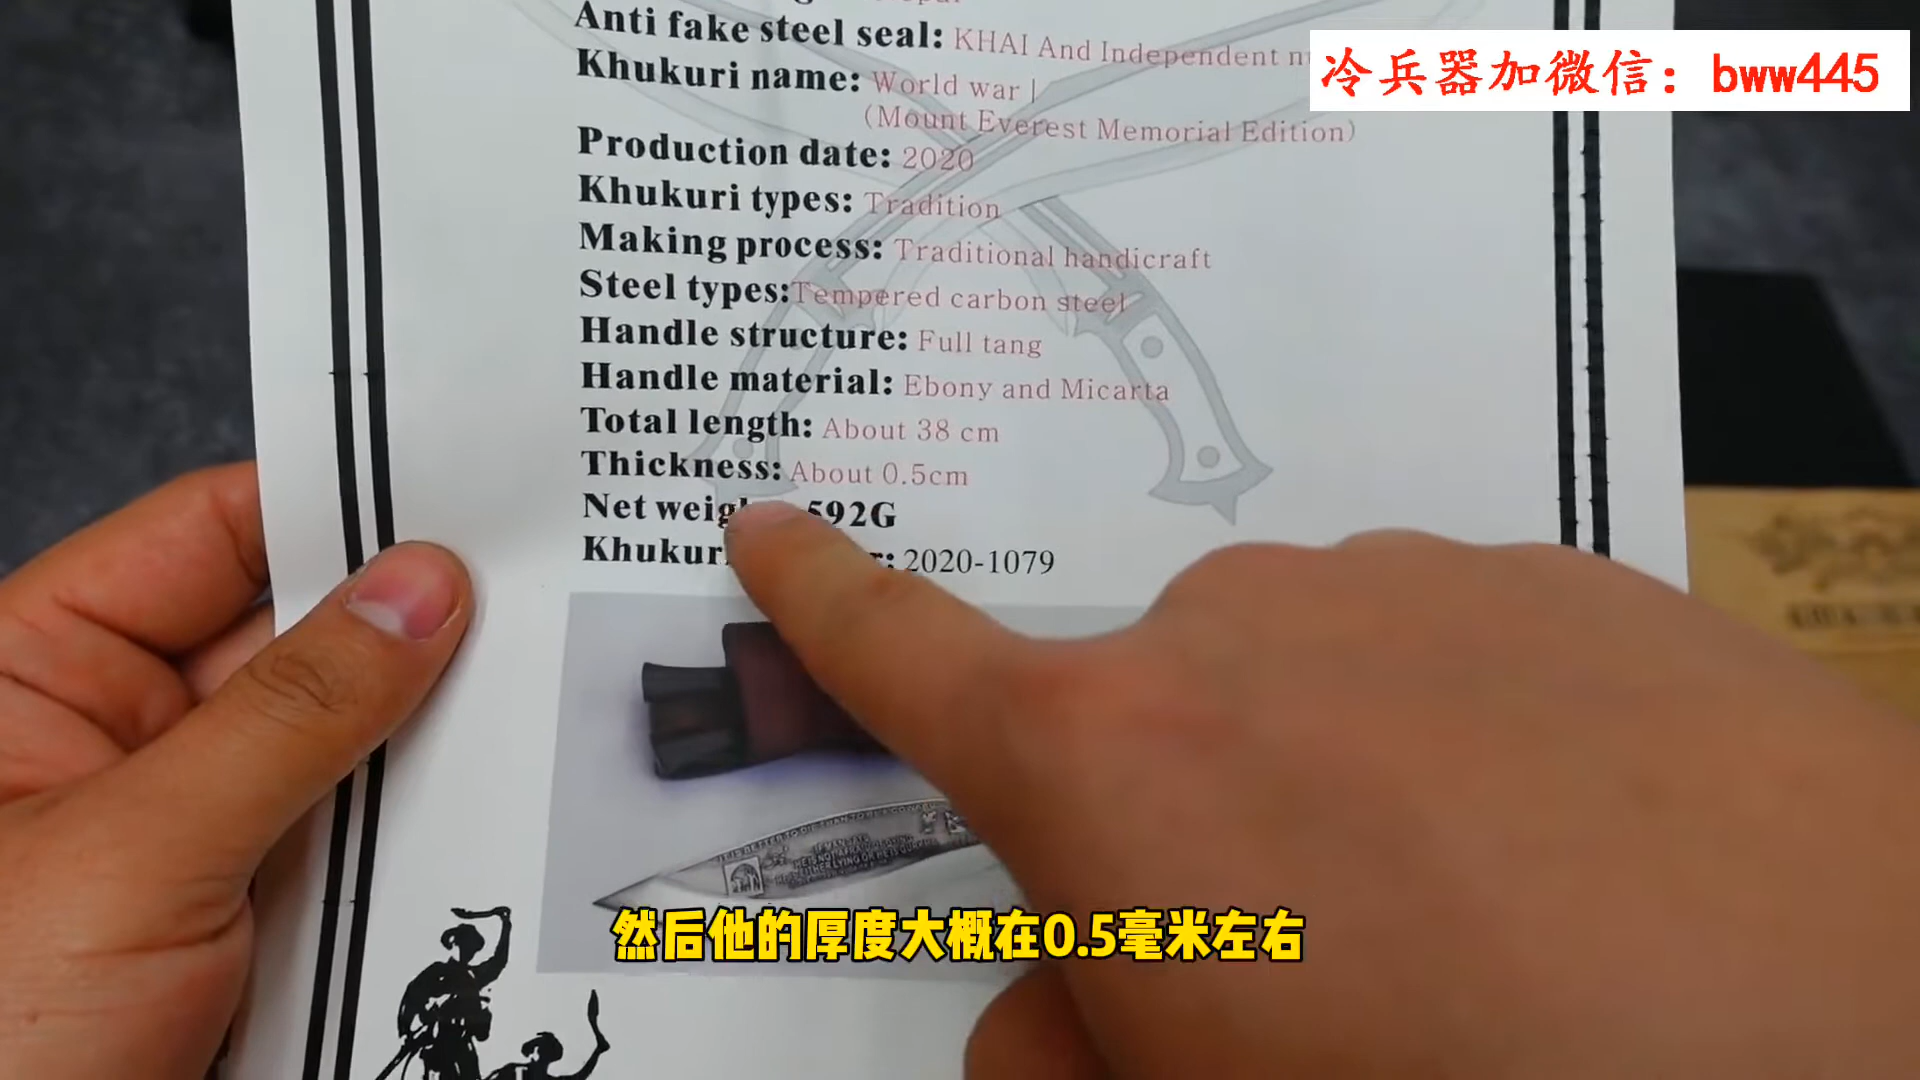 Anti fake steel seal: KHAI And Independent
冷兵器加微信：bww445
Khukuri name: World war I
(Mount Everest Memorial Edition)
Production date: 2020
Khukuri types: Tradition
Making process: Traditional handicraft
Steel types:Tempered carbon steel
Handle structure: Full tang
Handle material: Ebony and Micarta
Total length: About 38 cm
Thickness: About 0.5cm
Net 592G
2020-1079
然后他的厚度大概在0.5毫米左右